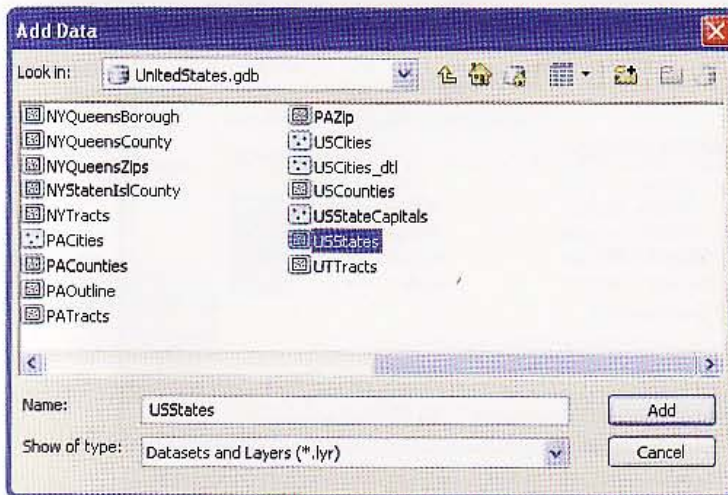 Add Data
Look in: UnitedStates.gdb
NYQueensBorough
NYQueensCounty
NYQueensZips
NYStatenIslCounty
NYTracts
PACities
PACounties
PAOutline
PATracts
PAZip
USCities
USCities_dtl
USCounties
USStateCapitals
USStates
UTTracts
Name: USStates
Add
Show of type: Datasets and Layers (*.lyr)
Cancel